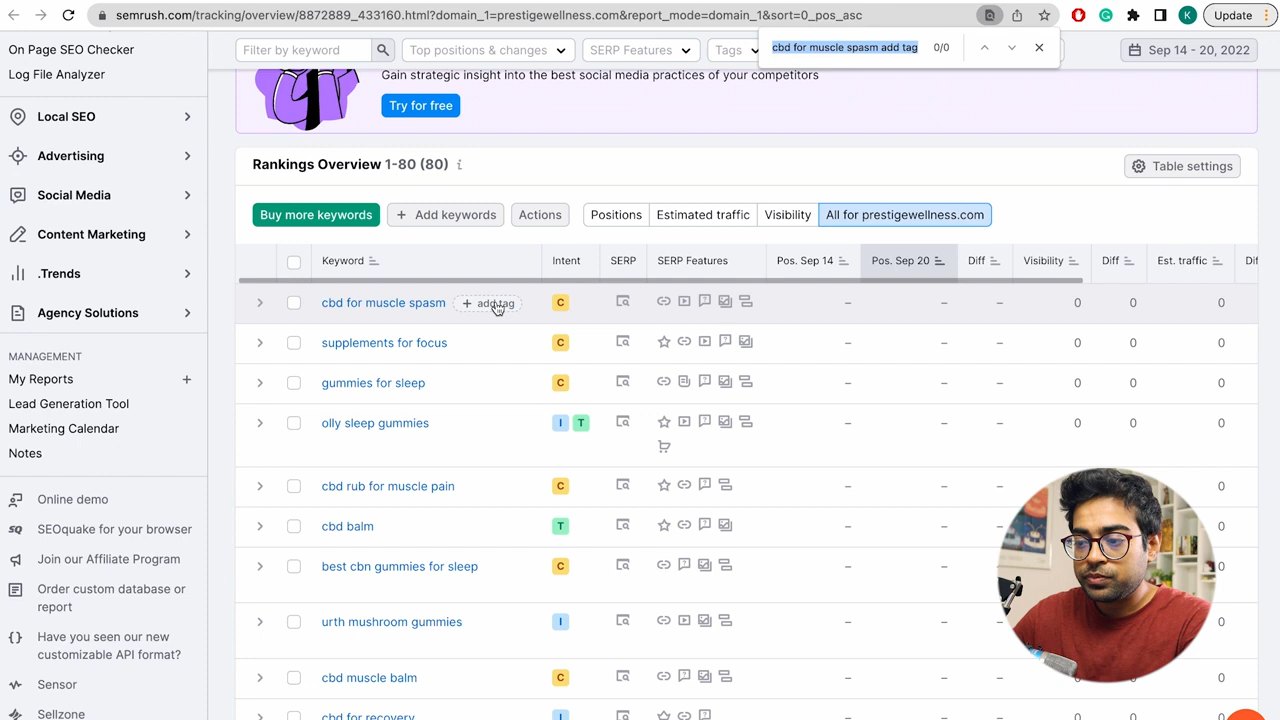 semrush.com/tracking/overview/8872889_433160.html?domain_1=prestigewellness.com&report_mode=domain_1&sort=0_pos_asc
K
Update
On Page SEO Checker
Log File Analyzer
Filter by keyword
Top positions & changes
SERP Features
Tags
cbd for muscle spasm add tag
0/0
Sep 14 - 20, 2022
Gain strategic insight into the best social media practices of your competitors
Try for free
Local SEO
Advertising
Social Media
Content Marketing
.Trends
Agency Solutions
MANAGEMENT
My Reports +
Lead Generation Tool
Marketing Calendar
Notes
Online demo
SEOquake for your browser
Join our Affiliate Program
Order custom database or
report
Have you seen our new
customizable API format?
Sensor
Sellzone
Rankings Overview 1-80 (80) i
Table settings
Buy more keywords
+ Add keywords
Actions
Positions
Estimated traffic
Visibility
All for prestigewellness.com
Keyword Intent SERP SERP Features Pos. Sep 14 Pos. Sep 20 Diff Visibility Diff Est. traffic Dif
cbd for muscle spasm + add tag C – – – 0 0 0
supplements for focus C – – – 0 0 0
gummies for sleep C – – – 0 0 0
olly sleep gummies I T – – – 0 0 0
cbd rub for muscle pain C – – – 0 0
cbd balm T – – – 0
best cbn gummies for sleep C – – 0
urth mushroom gummies I – – 0
cbd muscle balm C – – – 0 0 0
cbd for recovery I